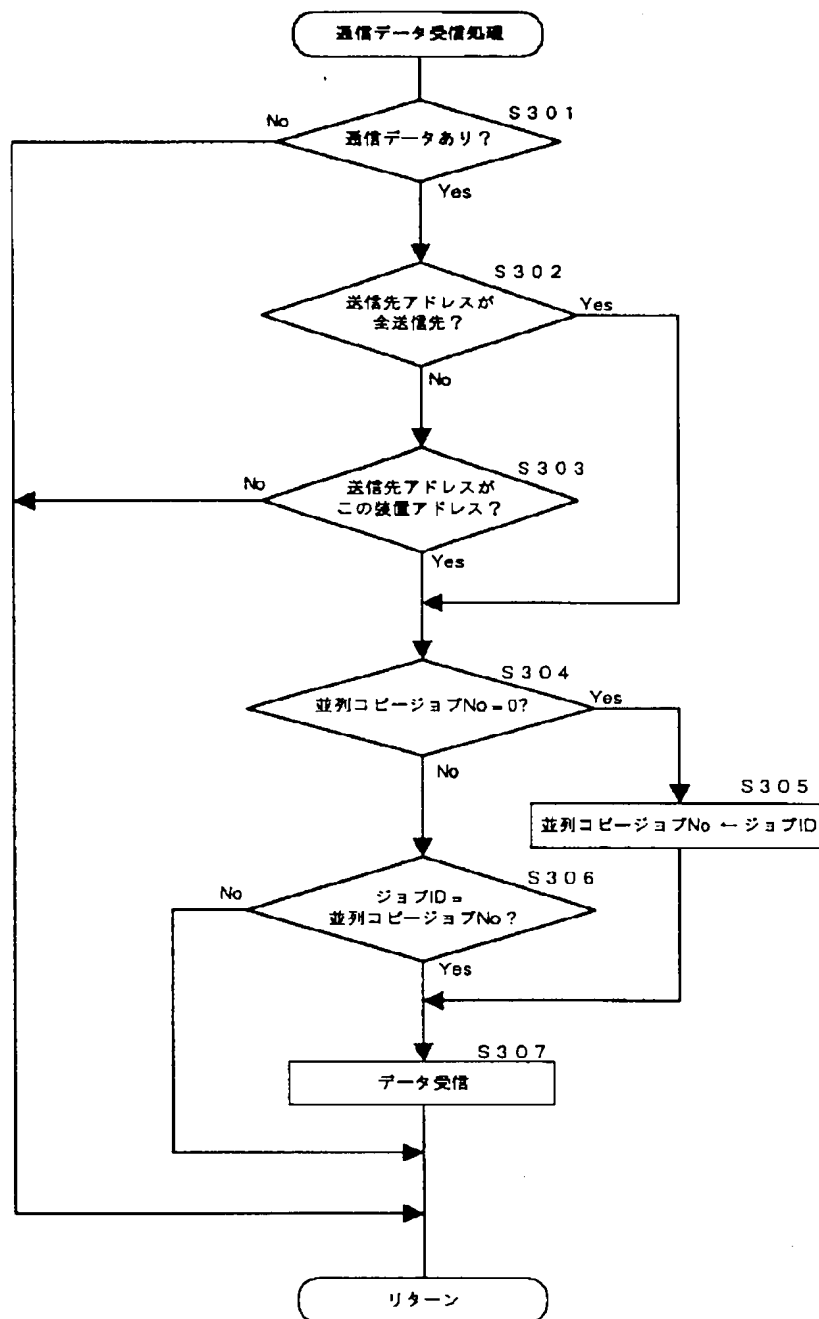 通信データ受信処理
S301
No
通信データあり?
Yes
S302
送信先アドレスが
全送信先?
Yes
No
S303
No
送信先アドレスが
この装置アドレス?
Yes
S304
並列コピージョブNo=0?
Yes
No
S305
並列コピージョブNo ← ジョブID
S306
No
ジョブID=
並列コピージョブNo?
Yes
S307
データ受信
リターン